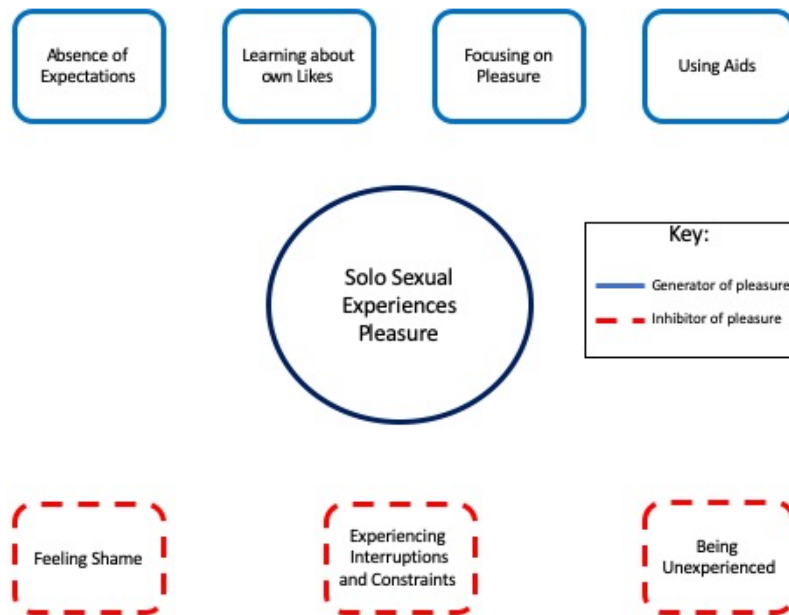 Absence of
Expectations
Learning about
own Likes
Focusing on
Pleasure
Using Aids
Solo Sexual
Experiences
Pleasure
Key:
Generator of pleasure
Inhibitor of pleasure
Feeling Shame
Experiencing
Interruptions
and Constraints
Being
Unexperienced